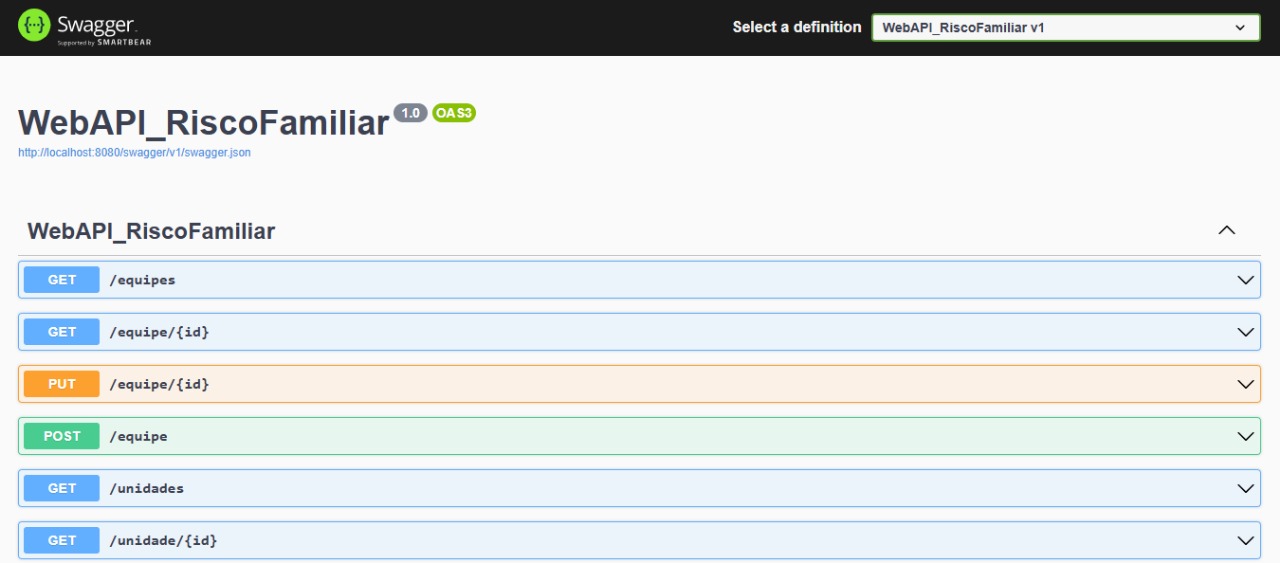 Swagger
Supported by SMARTBEAR
Select a definition
WebAPI_RiscoFamiliar v1
WebAPI_RiscoFamiliar 1.0 OAS3
http://localhost:8080/swagger/v1/swagger.json
WebAPI_RiscoFamiliar
GET /equipes
GET /equipe/{id}
PUT /equipe/{id}
POST /equipe
GET /unidades
GET /unidade/{id}